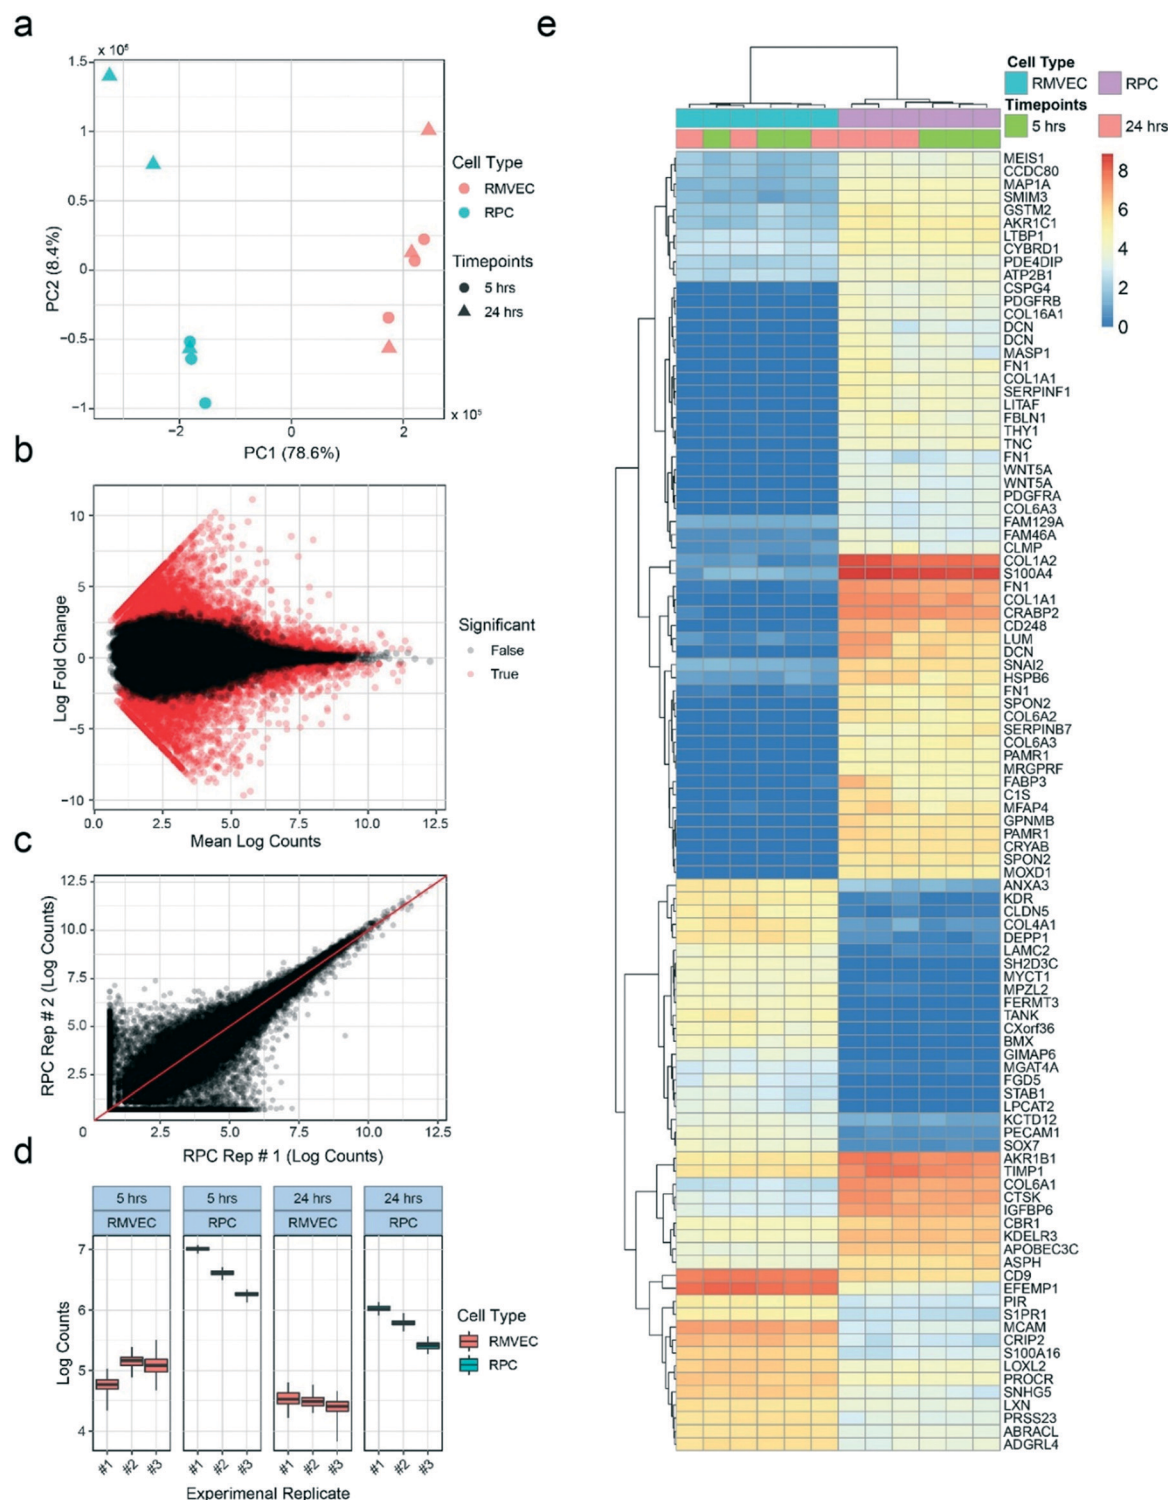 a
x 10⁵
1.5
1
0.5
0
−0.5
−1
PC2 (8.4%)
−2
0
2
x 10⁵
PC1 (78.6%)
Cell Type
RMVEC
RPC
Timepoints
5 hrs
24 hrs
b
10
5
0
−5
−10
Log Fold Change
0.0
2.5
5.0
7.5
10.0
12.5
Mean Log Counts
Significant
False
True
c
12.5
10.0
7.5
5.0
2.5
0
RPC Rep # 2 (Log Counts)
2.5
5.0
7.5
10.0
12.5
RPC Rep # 1 (Log Counts)
d
5 hrs
5 hrs
24 hrs
24 hrs
RMVEC
RPC
RMVEC
RPC
7
6
5
4
Log Counts
#1
#2
#3
#1
#2
#3
#1
#2
#3
#1
#2
#3
Experimenal Replicate
Cell Type
RMVEC
RPC
e
Cell Type
RMVEC
RPC
Timepoints
5 hrs
24 hrs
8
6
4
2
0
MEIS1
CCDC80
MAP1A
SMIM3
GSTM2
AKR1C1
LTBP1
CYBRD1
PDE4DIP
ATP2B1
CSPG4
PDGFRB
COL16A1
DCN
DCN
MASP1
FN1
COL1A1
SERPINF1
LITAF
FBLN1
THY1
TNC
FN1
WNT5A
WNT5A
PDGFRA
COL6A3
FAM129A
FAM46A
CLMP
COL1A2
S100A4
FN1
COL1A1
CRABP2
CD248
LUM
DCN
SNAI2
HSPB6
FN1
SPON2
COL6A2
SERPINB7
COL6A3
PAMR1
MRGPRF
FABP3
C1S
MFAP4
GPNMB
PAMR1
CRYAB
SPON2
MOXD1
ANXA3
KDR
CLDN5
COL4A1
DEPP1
LAMC2
SH2D3C
MYCT1
MPZL2
FERMT3
TANK
CXorf36
BMX
GIMAP6
MGAT4A
FGD5
STAB1
LPCAT2
KCTD12
PECAM1
SOX7
AKR1B1
TIMP1
COL6A1
CTSK
IGFBP6
CBR1
KDELR3
APOBEC3C
ASPH
CD9
EFEMP1
PIR
S1PR1
MCAM
CRIP2
S100A16
LOXL2
PROCR
SNHG5
LXN
PRSS23
ABRACL
ADGRL4